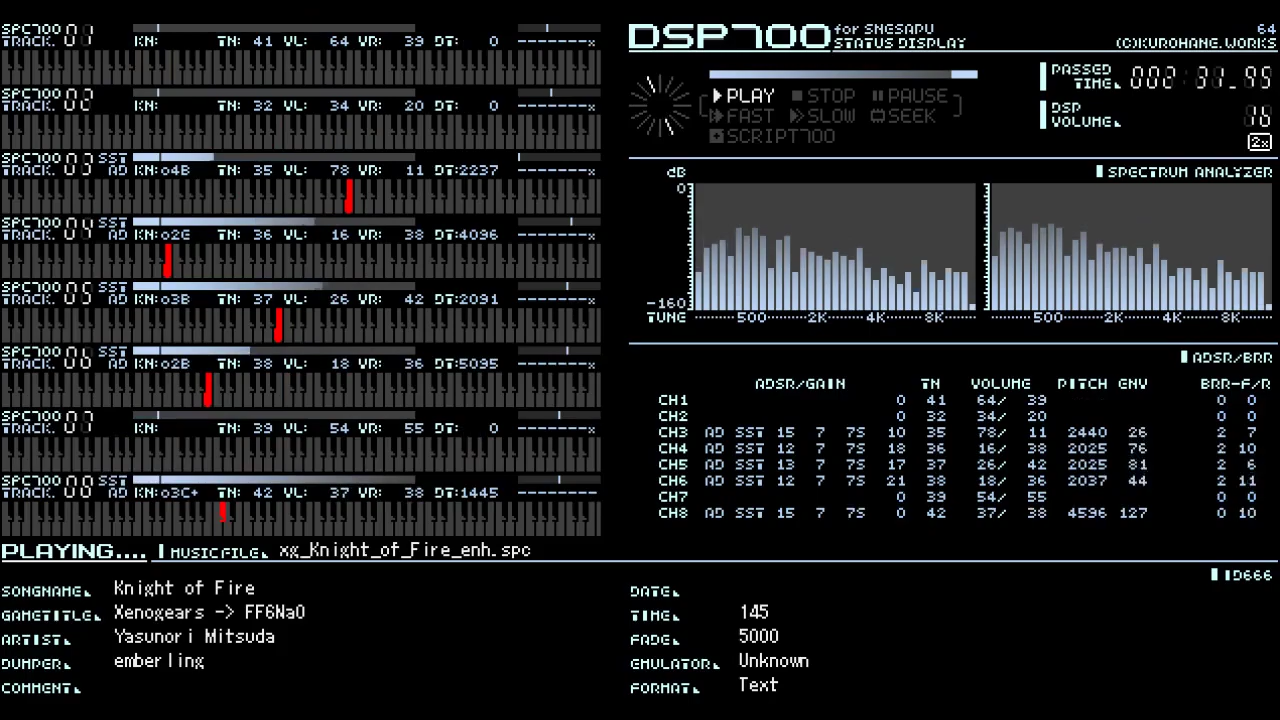 SPC700 TRACK. 01 KN: TN: 41 VL: 64 VR: 39 DT: 0 -------x
SPC700 TRACK. 02 KN: TN: 32 VL: 34 VR: 20 DT: 0 -------x
SPC700 TRACK. 03 SST AD KN:o4B TN: 35 VL: 78 VR: 11 DT:2237 -------x
SPC700 TRACK. 04 SST AD KN:o2G TN: 36 VL: 16 VR: 38 DT:4096 -------x
SPC700 TRACK. 05 SST AD KN:o3B TN: 37 VL: 26 VR: 42 DT:2091 -------x
SPC700 TRACK. 06 SST AD KN:o2B TN: 38 VL: 18 VR: 36 DT:5095 -------x
SPC700 TRACK. 07 KN: TN: 39 VL: 54 VR: 55 DT: 0 -------x
SPC700 TRACK. 08 SST AD KN:o3C+ TN: 42 VL: 37 VR: 38 DT:1445 -------x
DSP700 for SNESAPU 64
STATUS DISPLAY (C)KUROHANE.WORKS
PLAY STOP PAUSE
FAST SLOW SEEK
SCRIPT700
PASSED TIME.
DSP VOLUME. 16
2x
SPECTRUM ANALYZER
dB
0
-160
TUNE 500 2K 4K 8K 500 2K 4K 8K
ADSR/BRR
ADSR/GAIN TN VOLUME PITCH ENV BRR-F/R
CH1 0 41 64/ 39 0 0
CH2 0 32 34/ 20 0 0
CH3 AD SST 15 7 7S 10 35 78/ 11 2440 26 2 7
CH4 AD SST 12 7 7S 18 36 16/ 38 2025 76 2 10
CH5 AD SST 13 7 7S 17 37 26/ 42 2025 81 2 6
CH6 AD SST 12 7 7S 21 38 18/ 36 2037 44 2 11
CH7 0 39 54/ 55 0 0
CH8 AD SST 15 7 7S 0 42 37/ 38 4596 127 0 10
PLAYING.... MUSICFILE. xg_Knight_of_Fire_enh.spc
ID666
SONGNAME. Knight of Fire
GAMETITLE. Xenogears -> FF6NaO
ARTIST. Yasunori Mitsuda
DUMPER. emberling
COMMENT.
DATE.
TIME. 145
FADE. 5000
EMULATOR. Unknown
FORMAT. Text